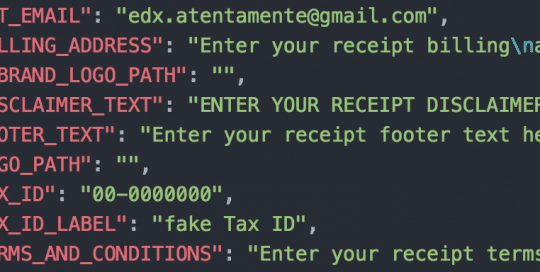 T_EMAIL": "edx.atentamente@gmail.com",
LLING_ADDRESS": "Enter your receipt billing\na
BRAND_LOGO_PATH": "",
SCLAIMER_TEXT": "ENTER YOUR RECEIPT DISCLAIMER
OTER_TEXT": "Enter your receipt footer text he
GO_PATH": "",
X_ID": "00-0000000",
X_ID_LABEL": "fake Tax ID",
RMS_AND_CONDITIONS": "Enter your receipt terms